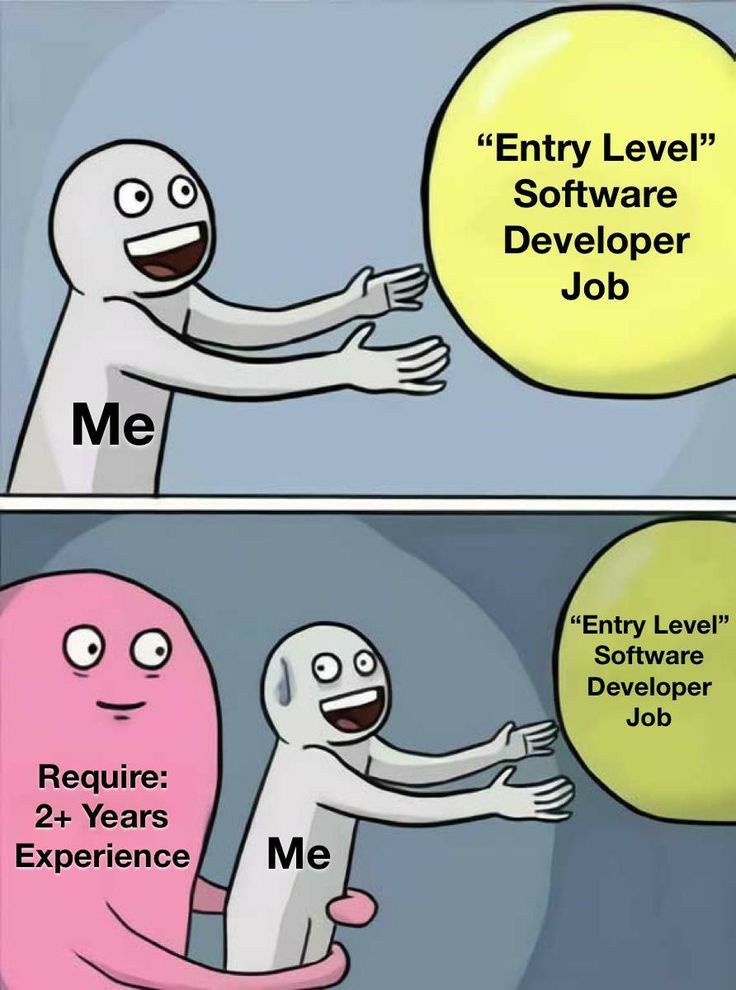 “Entry Level”
Software
Developer
Job
Me
“Entry Level”
Software
Developer
Job
Require:
2+ Years
Experience
Me